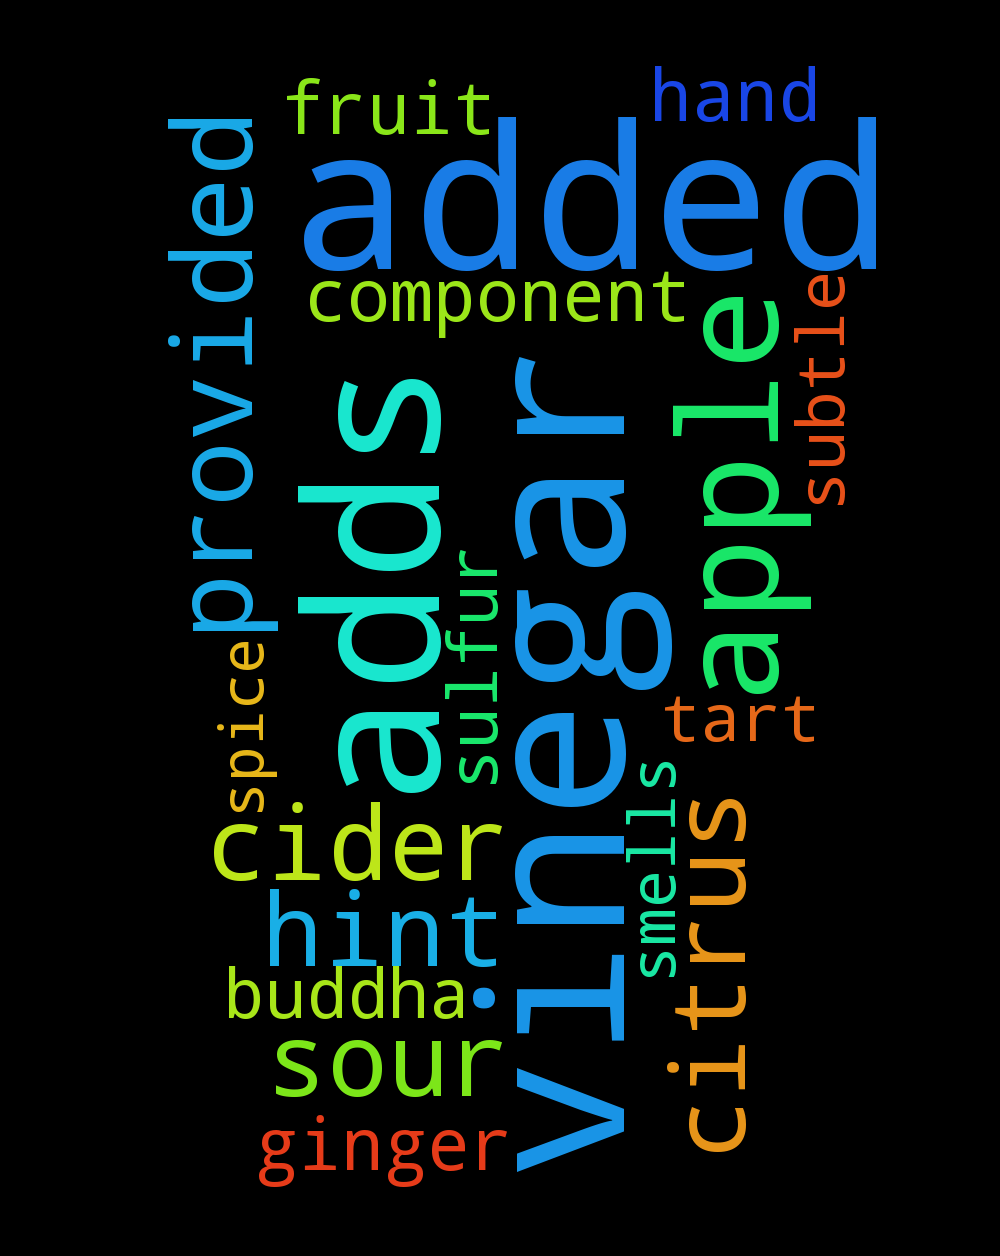 fruit
hand
added
provided
component
subtle
apple
adds
vinegar
sulfur
spice
tart
smells
cider
citrus
hint
buddha
sour
ginger